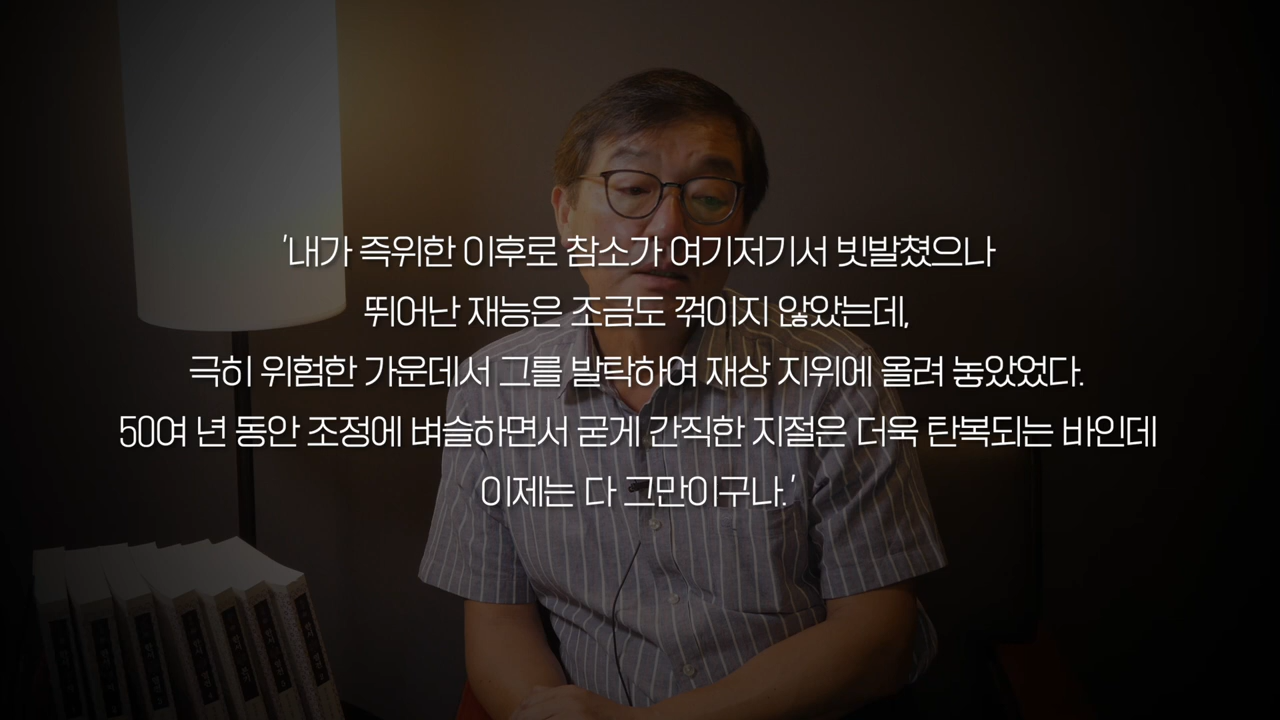 '내가 즉위한 이후로 참소가 여기저기서 빗발쳤으나
뛰어난 재능은 조금도 꺾이지 않았는데,
극히 위험한 가운데서 그를 발탁하여 재상 지위에 올려 놓았었다.
50여 년 동안 조정에 벼슬하면서 굳게 간직한 지절은 더욱 탄복되는 바인데
이제는 다 그만이구나.'